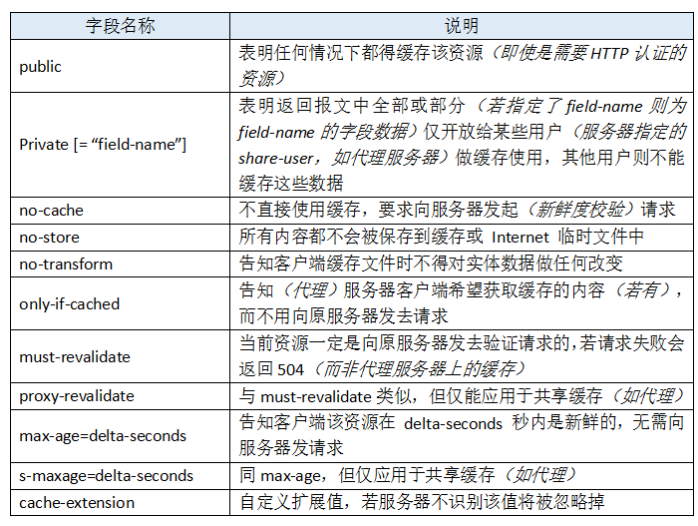 字段名称 说明
public
表明任何情况下都得缓存该资源（即使是需要 HTTP 认证的
资源）
Private [= “field-name”]
表明返回报文中全部或部分（若指定了 field-name 则为
field-name 的字段数据）仅开放给某些用户（服务器指定的
share-user，如代理服务器）做缓存使用，其他用户则不能
缓存这些数据
no-cache 不直接使用缓存，要求向服务器发起（新鲜度校验）请求
no-store 所有内容都不会被保存到缓存或 Internet 临时文件中
no-transform 告知客户端缓存文件时不得对实体数据做任何改变
only-if-cached
告知（代理）服务器客户端希望获取缓存的内容（若有），
而不用向原服务器发去请求
must-revalidate
当前资源一定是向原服务器发去验证请求的，若请求失败会
返回 504（而非代理服务器上的缓存）
proxy-revalidate 与 must-revalidate 类似，但仅能应用于共享缓存（如代理）
max-age=delta-seconds
告知客户端该资源在 delta-seconds 秒内是新鲜的，无需向
服务器发请求
s-maxage=delta-seconds 同 max-age，但仅应用于共享缓存（如代理）
cache-extension 自定义扩展值，若服务器不识别该值将被忽略掉